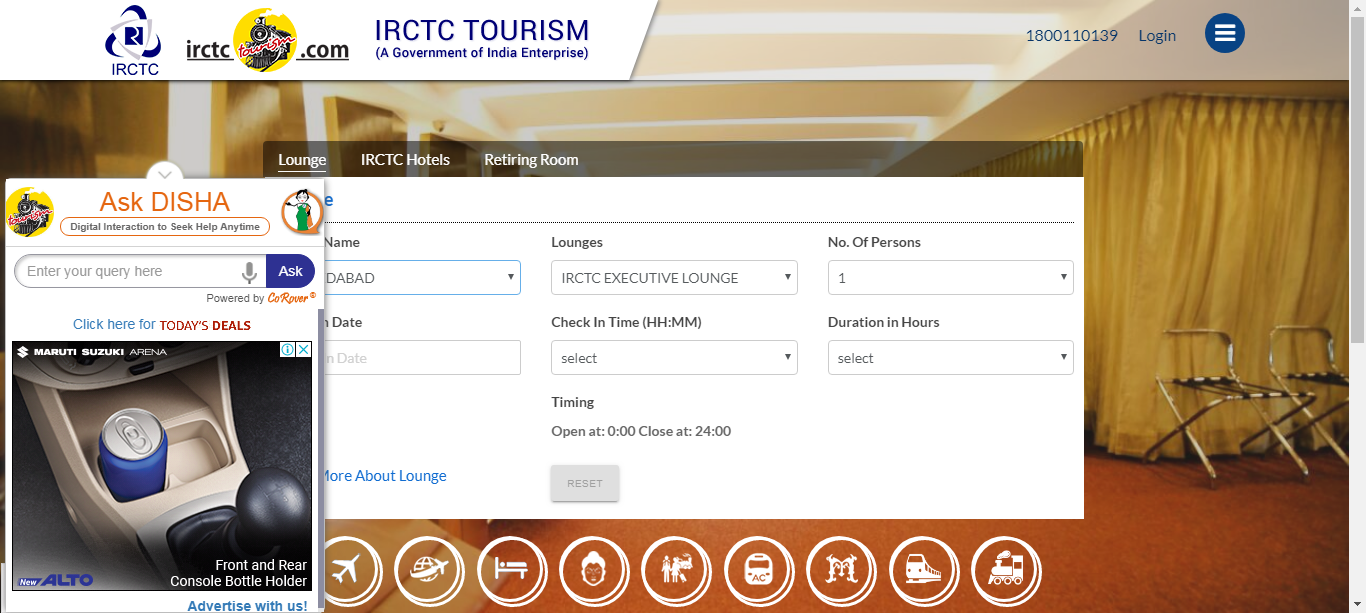 IRCTC
irctc tourism .com
IRCTC TOURISM
(A Government of India Enterprise)
1800110139 Login
Lounge IRCTC Hotels Retiring Room
tourism
Ask DISHA
Digital Interaction to Seek Help Anytime
Enter your query here
Ask
Powered by CoRover ©
Click here for TODAY'S DEALS
MARUTI SUZUKI ARENA
Front and Rear
Console Bottle Holder
New ALTO
Advertise with us!
e
Name Lounges No. Of Persons
DABAD IRCTC EXECUTIVE LOUNGE 1
n Date Check In Time (HH:MM) Duration in Hours
n Date select select
Timing
Open at: 0:00 Close at: 24:00
More About Lounge RESET
AC